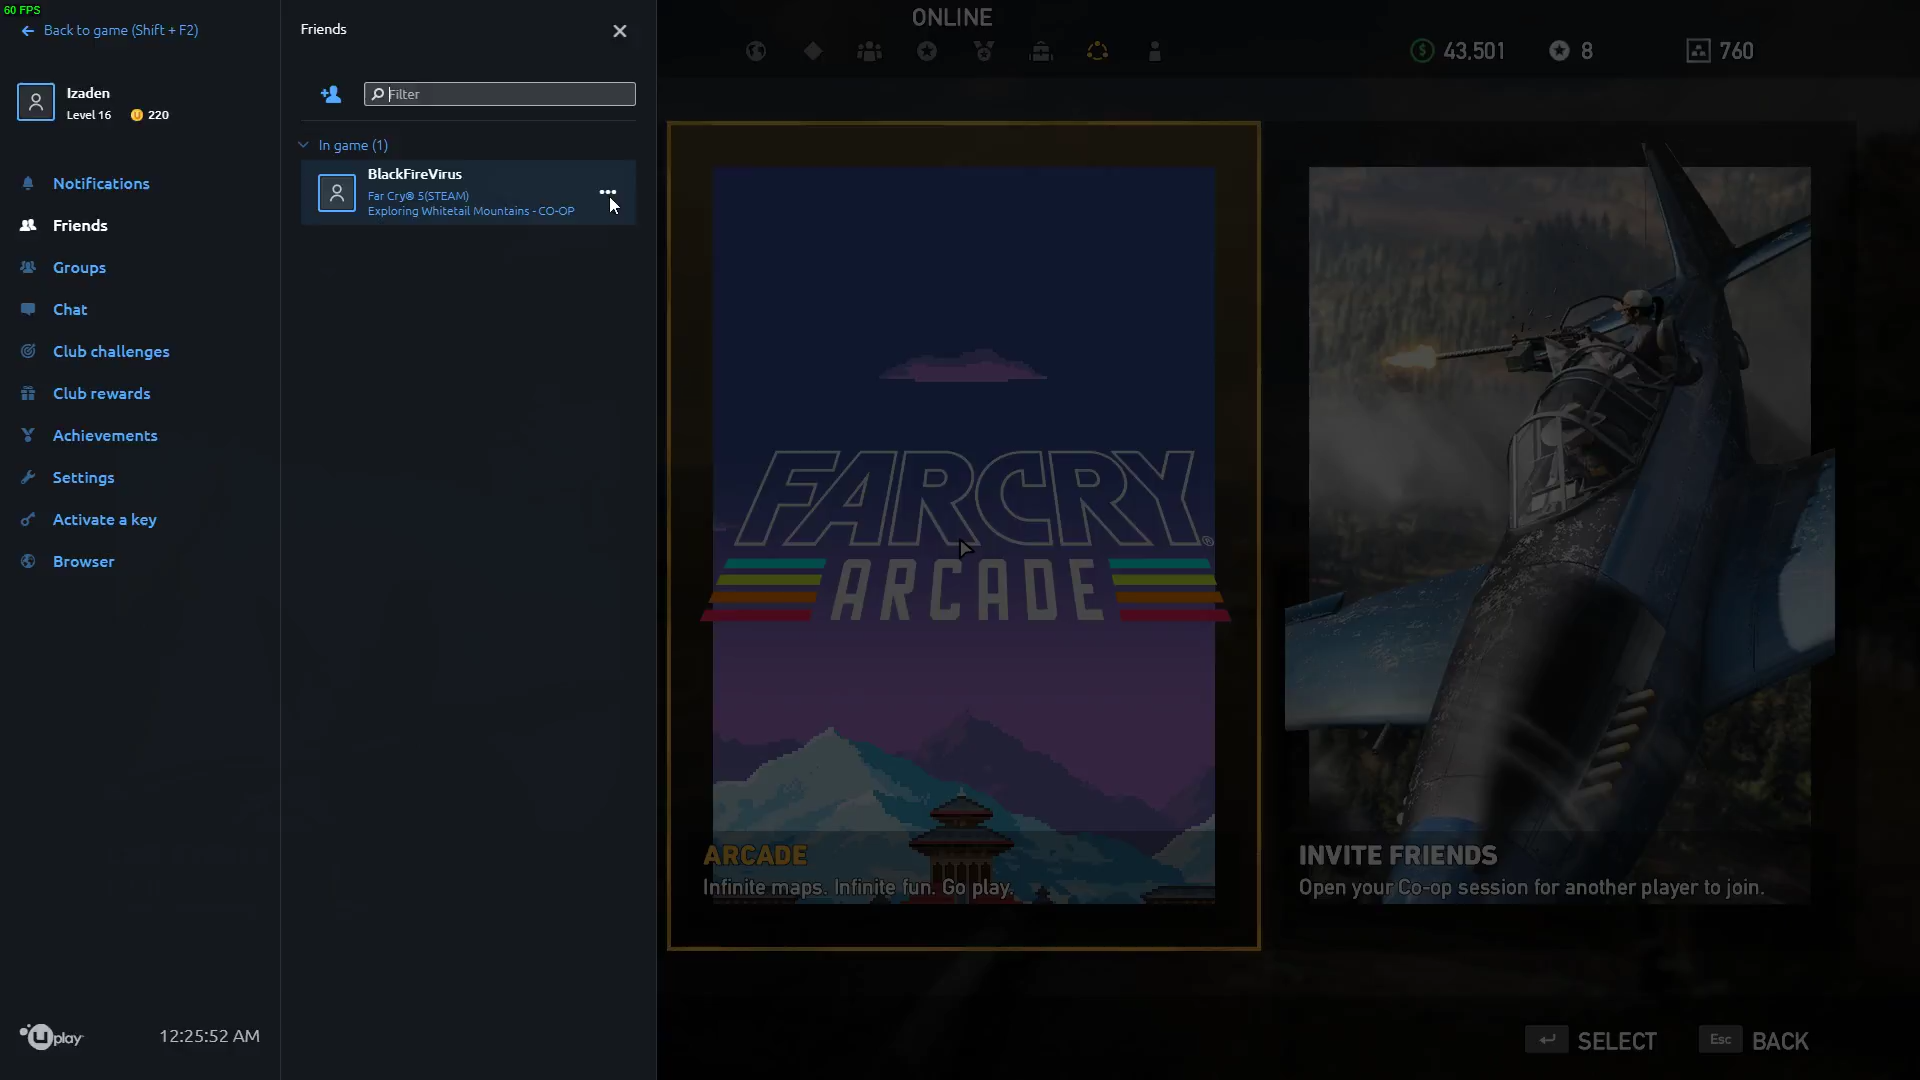 60 FPS
Back to game (Shift + F2)
Izaden
Level 16
220
Notifications
Friends
Groups
Chat
Club challenges
Club rewards
Achievements
Settings
Activate a key
Browser
uplay
12:25:52 AM
Friends
Filter
In game (1)
BlackFireVirus
Far Cry® 5(STEAM)
Exploring Whitetail Mountains - CO-OP
ONLINE
43,501
8
760
FARCRY®
ARCADE
ARCADE
Infinite maps. Infinite fun. Go play.
INVITE FRIENDS
Open your Co-op session for another player to join.
SELECT
Esc BACK